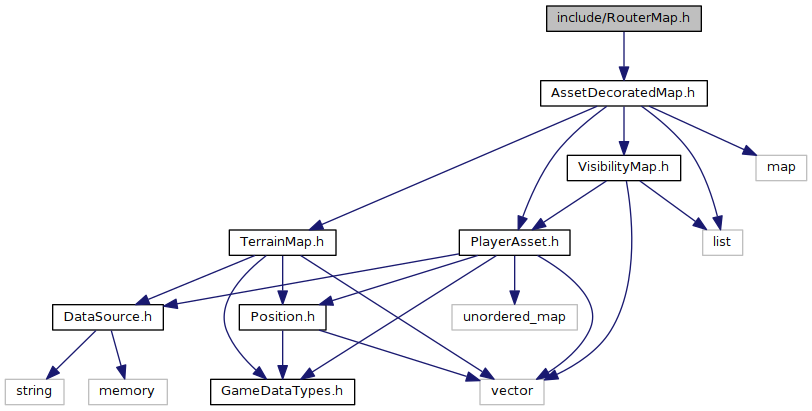 include/RouterMap.h
AssetDecoratedMap.h
VisibilityMap.h
map
TerrainMap.h
PlayerAsset.h
list
DataSource.h
Position.h
unordered_map
string
memory
GameDataTypes.h
vector